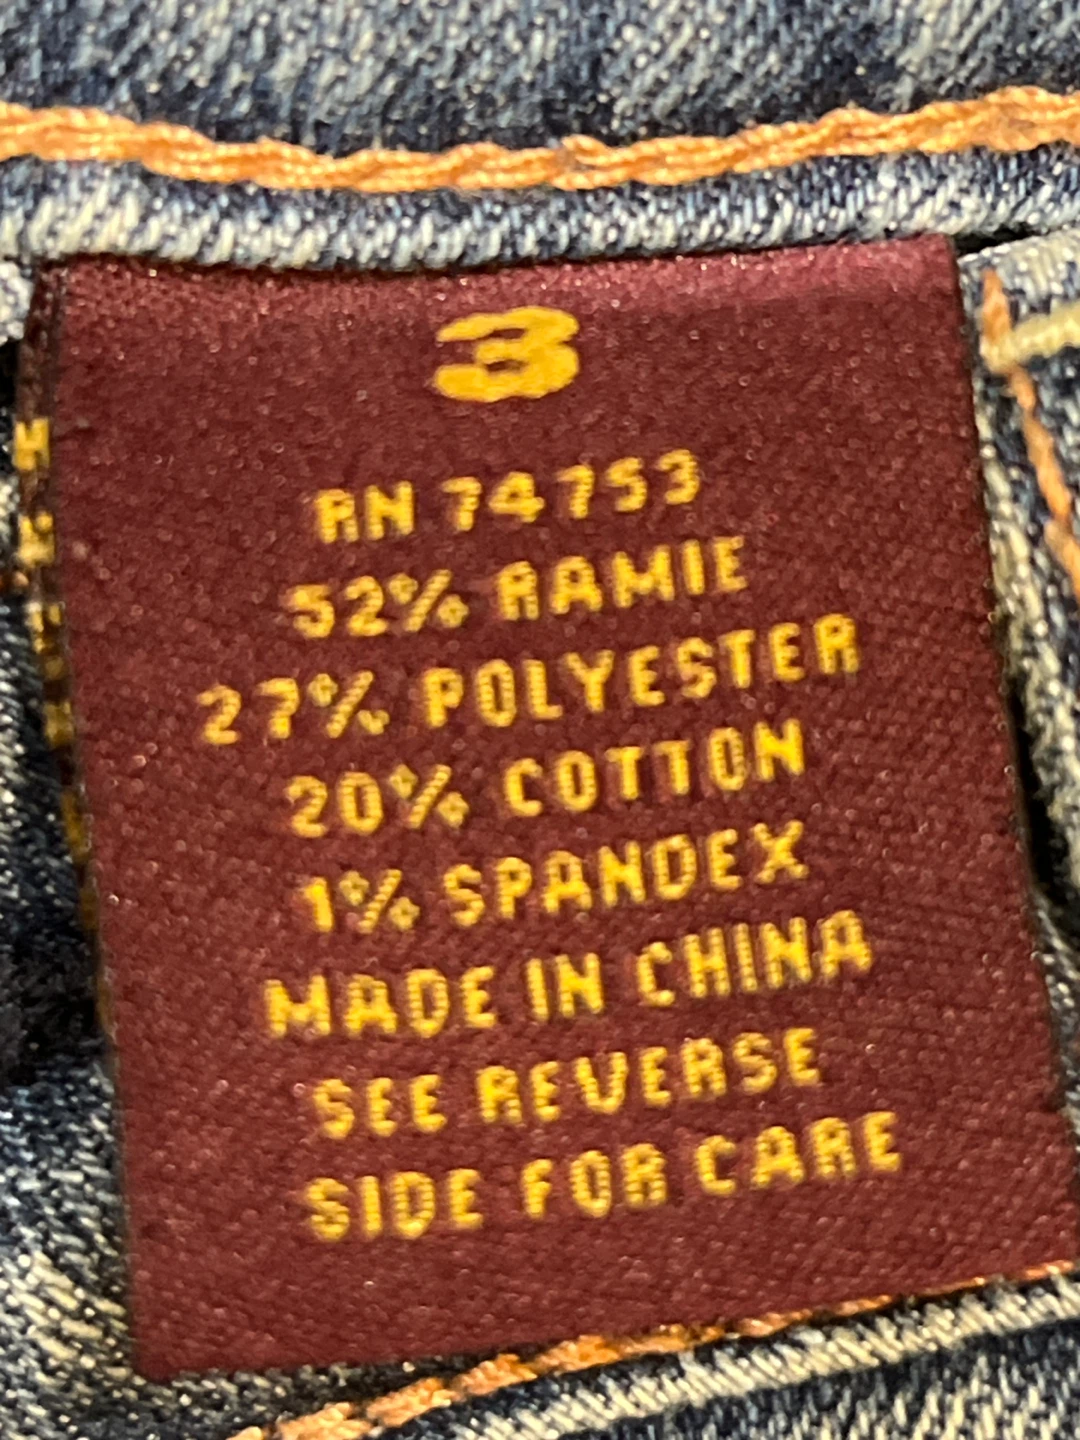 3
RN 74753
52% RAMIE
27% POLYESTER
20% COTTON
1% SPANDEX
MADE IN CHINA
SEE REVERSE
SIDE FOR CARE